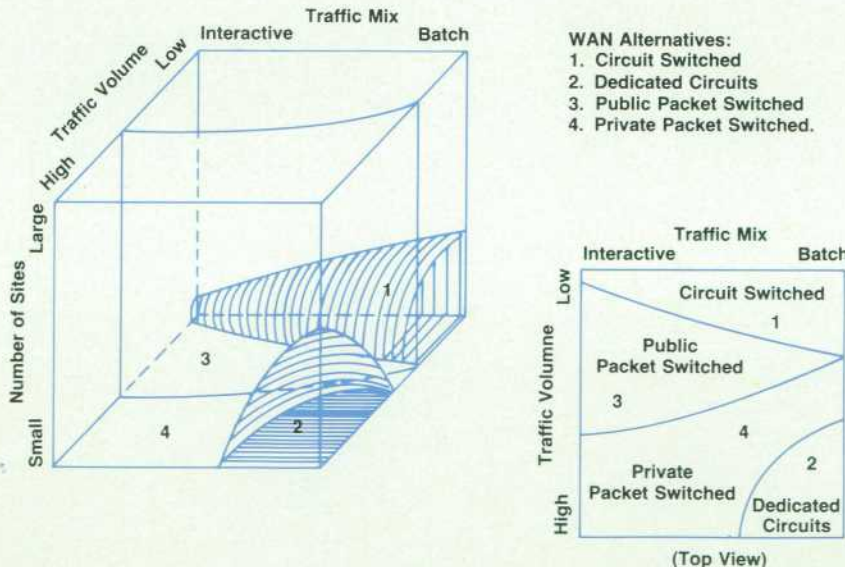 Traffic Mix
Interactive
Batch
Traffic Volume
Low
High
Number of Sites
Large
Small
1
3
2
4
WAN Alternatives:
1. Circuit Switched
2. Dedicated Circuits
3. Public Packet Switched
4. Private Packet Switched.
Traffic Mix
Interactive
Batch
Traffic Volumne
Low
High
Circuit Switched
1
Public
Packet Switched
3
4
2
Private
Packet Switched
Dedicated
Circuits
(Top View)